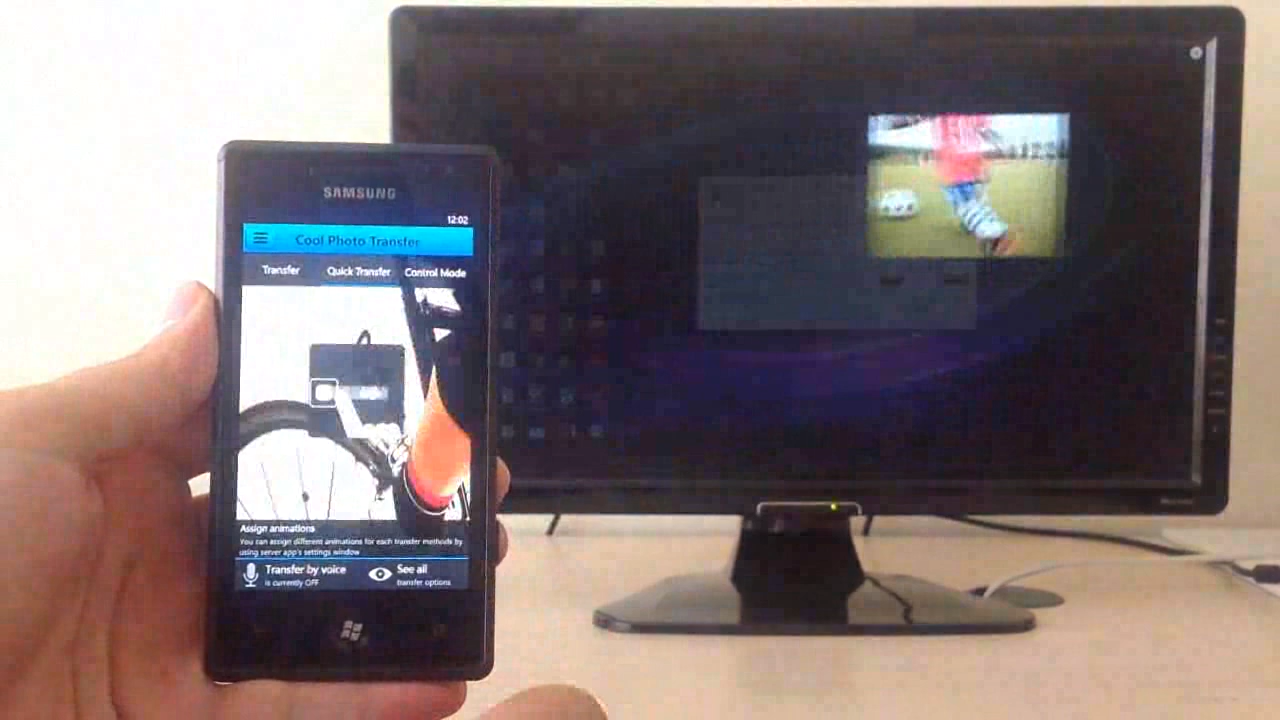 SAMSUNG
12:02
Cool Photo Transfer
Transfer Quick Transfer Control Mode
Assign animations
You can assign different animations for each transfer methods by
using server app's settings window
Transfer by voice
is currently OFF
See all
transfer options